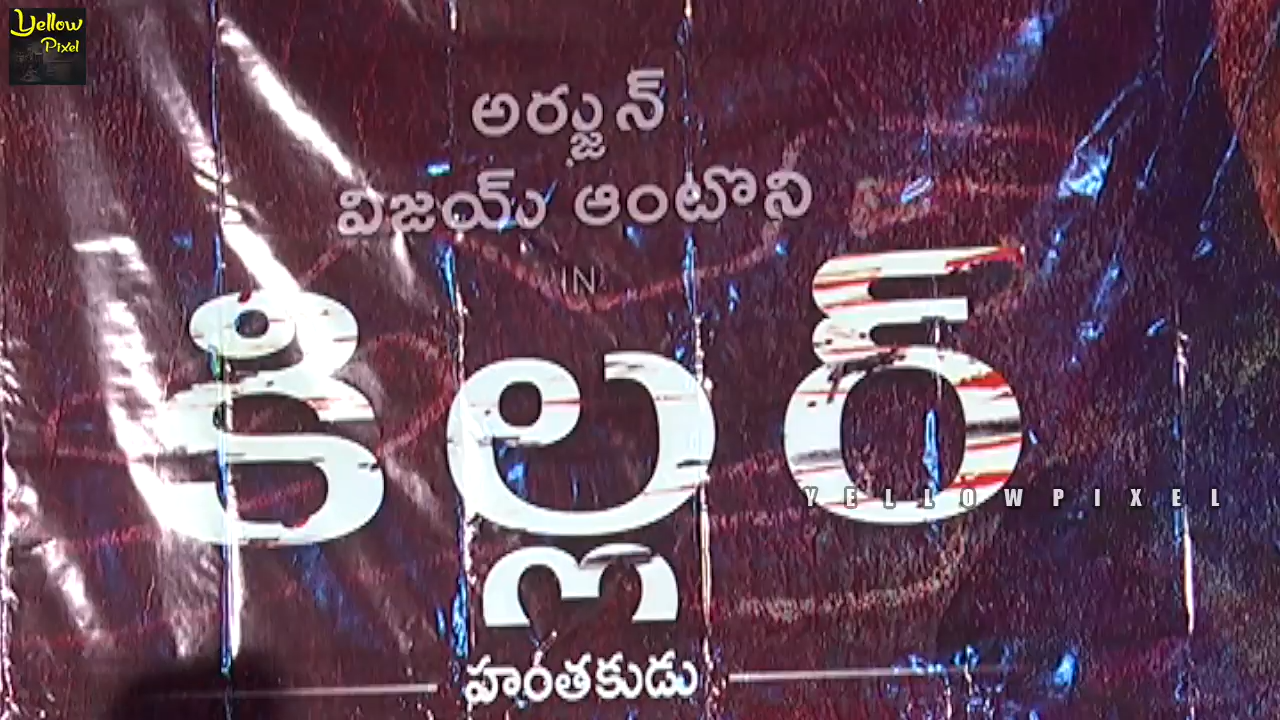 Yellow
Pixel
అర్జున్
విజయ్ ఆంటొని
IN
కిల్లర్
YELLOWPIXEL
హంతకుడు